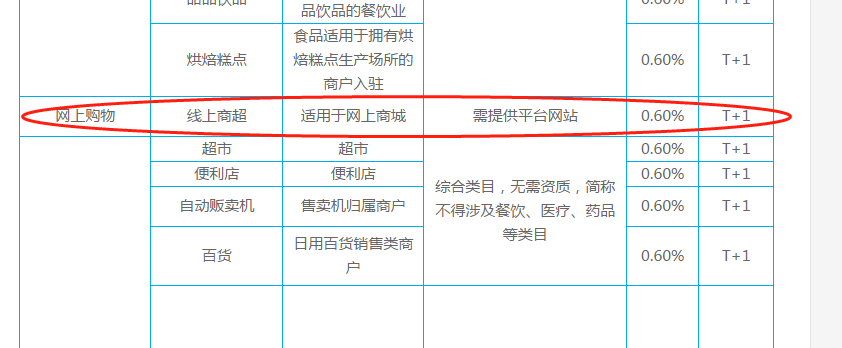 品饮品的餐饮业
0.60%
T+1
烘焙糕点
食品适用于拥有烘
焙糕点生产场所的
商户入驻
0.60%
T+1
网上购物
线上商超
适用于网上商城
需提供平台网站
0.60%
T+1
超市
超市
0.60%
T+1
便利店
便利店
0.60%
T+1
综合类目，无需资质，简称
不得涉及餐饮、医疗、药品
等类目
自动贩卖机
售卖机归属商户
0.60%
T+1
百货
日用百货销售类商
户
0.60%
T+1